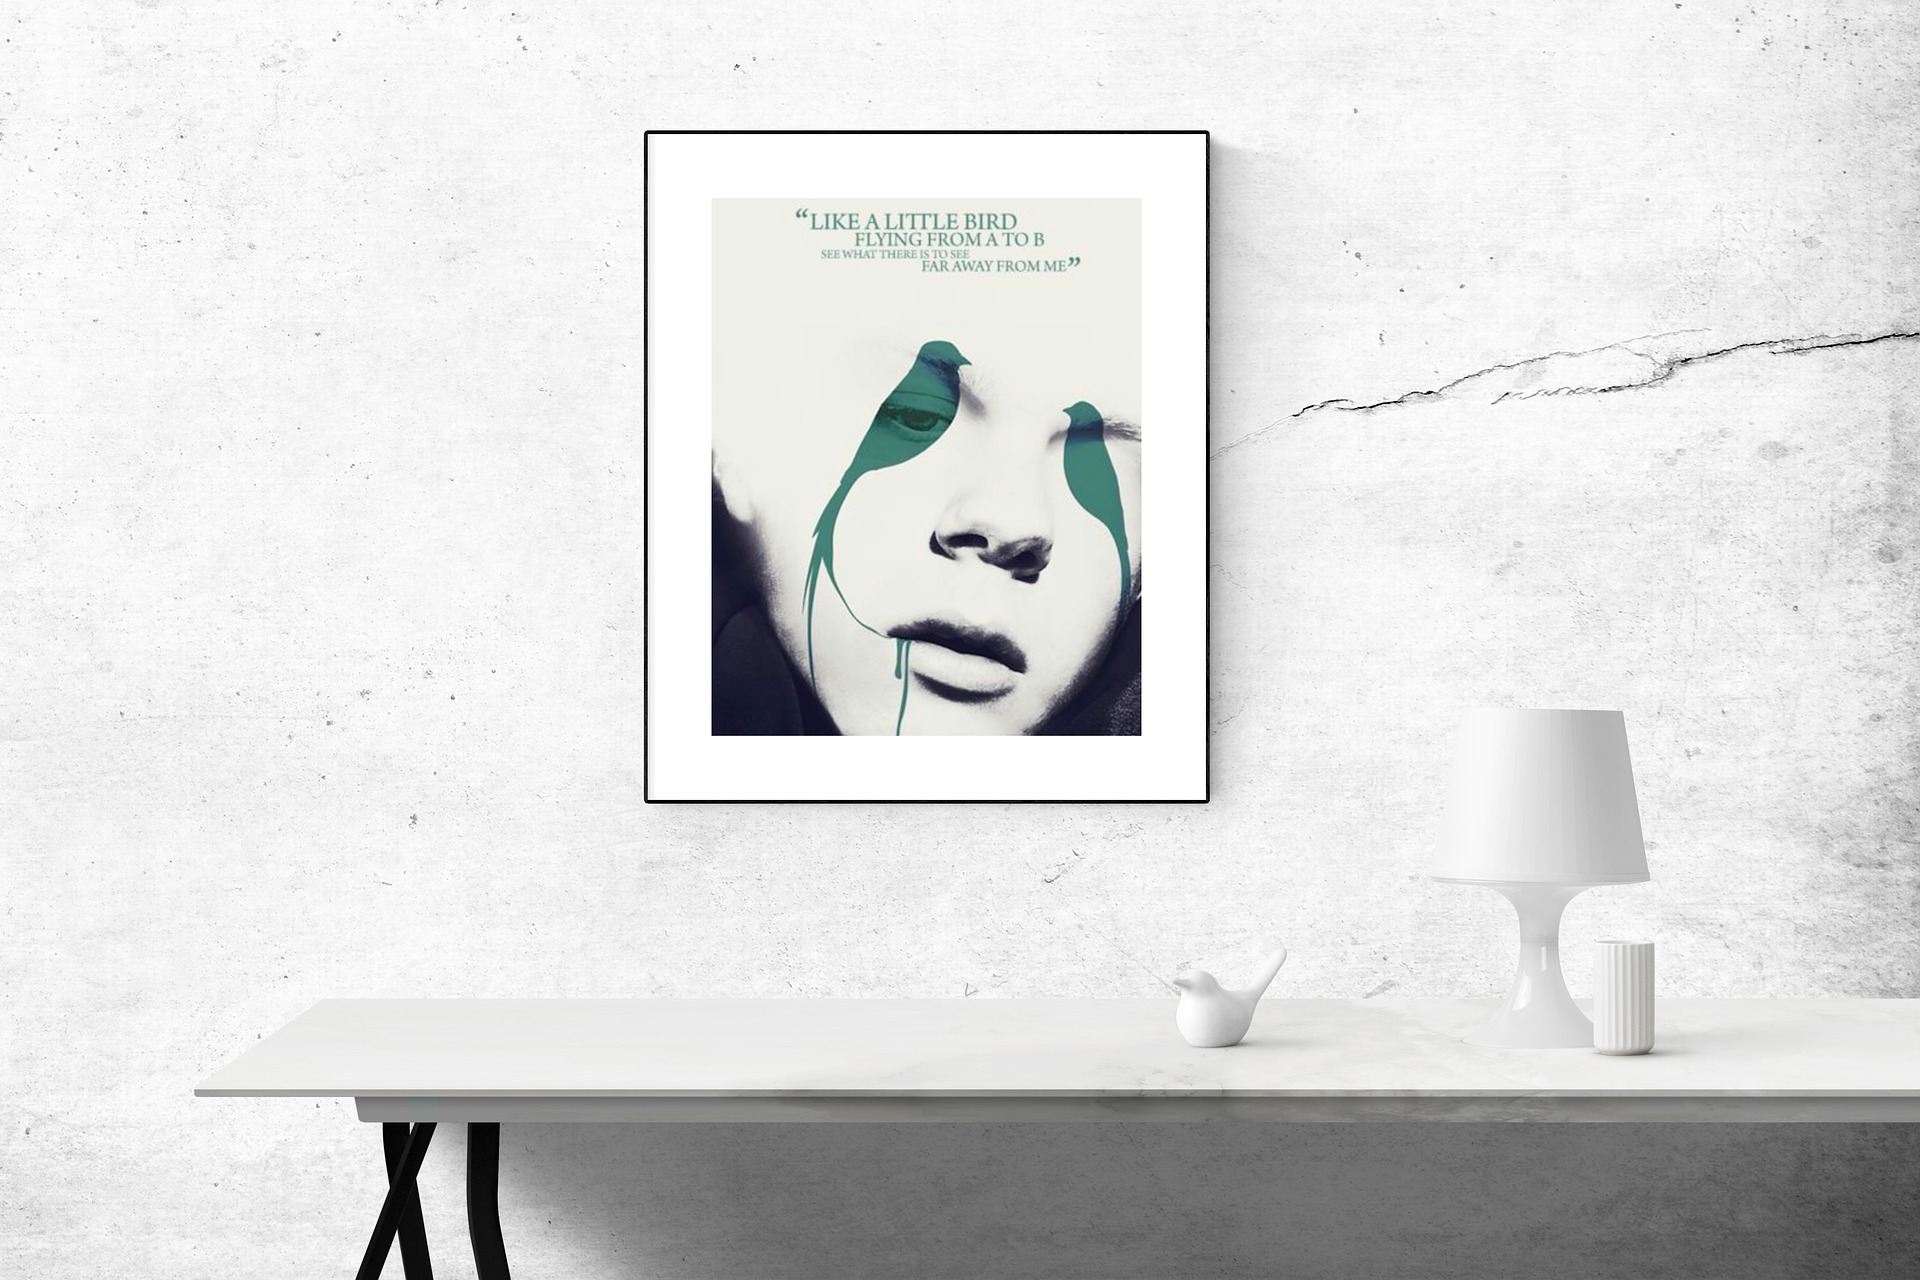 “LIKE A LITTLE BIRD
FLYING FROM A TO B
SEE WHAT THERE IS TO SEE
FAR AWAY FROM ME”